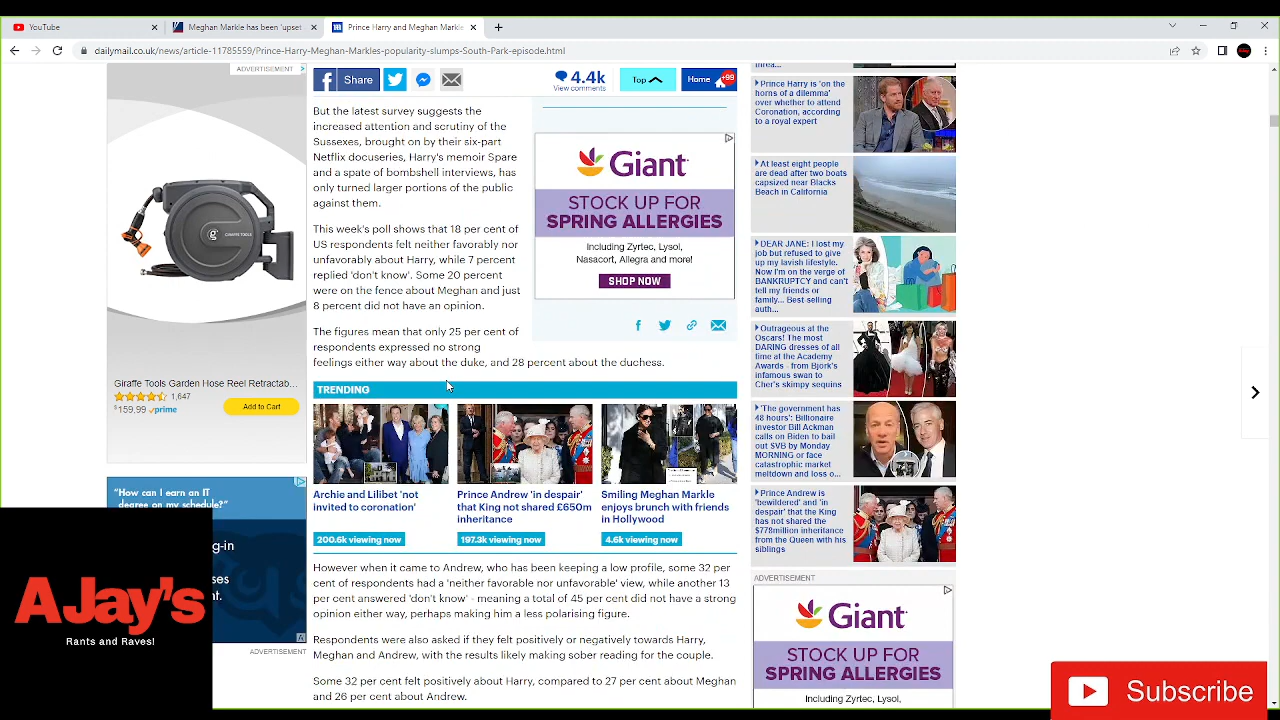 YouTube
Meghan Markle has been 'upset
Prince Harry and Meghan Markle
dailymail.co.uk/news/article-11785559/Prince-Harry-Meghan-Markles-popularity-slumps-South-Park-episode.html
ADVERTISEMENT
Share
4.4k
View comments
Top
Home
+99
GIRAFFE TOOLS
Giraffe Tools Garden Hose Reel Retractab...
1,647
$159.99 prime
Add to Cart
"How can I earn an IT
degree on my schedule?"
ADVERTISEMENT
AJay's
Rants and Raves!
But the latest survey suggests the
increased attention and scrutiny of the
Sussexes, brought on by their six-part
Netflix docuseries, Harry's memoir Spare
and a spate of bombshell interviews, has
only turned larger portions of the public
against them.
This week's poll shows that 18 per cent of
US respondents felt neither favorably nor
unfavorably about Harry, while 7 percent
replied 'don't know'. Some 20 percent
were on the fence about Meghan and just
8 percent did not have an opinion.
The figures mean that only 25 per cent of
respondents expressed no strong
feelings either way about the duke, and 28 percent about the duchess.
Giant
STOCK UP FOR
SPRING ALLERGIES
Including Zyrtec, Lysol,
Nasacort, Allegra and more!
SHOP NOW
TRENDING
Archie and Lilibet 'not
invited to coronation'
200.6k viewing now
Prince Andrew 'in despair'
that King not shared £650m
inheritance
197.3k viewing now
Smiling Meghan Markle
enjoys brunch with friends
in Hollywood
4.6k viewing now
However when it came to Andrew, who has been keeping a low profile, some 32 per
cent of respondents had a 'neither favorable nor unfavorable' view, while another 13
per cent answered 'don't know' - meaning a total of 45 per cent did not have a strong
opinion either way, perhaps making him a less polarising figure.
Respondents were also asked if they felt positively or negatively towards Harry,
Meghan and Andrew, with the results likely making sober reading for the couple.
Some 32 per cent felt positively about Harry, compared to 27 per cent about Meghan
and 26 per cent about Andrew.
threa...
Prince Harry is 'on the
horns of a dilemma'
over whether to attend
Coronation, according
to a royal expert
At least eight people
are dead after two boats
capsized near Blacks
Beach in California
DEAR JANE: I lost my
job but refused to
give up my lavish lifestyle.
Now I'm on the verge of
BANKRUPTCY and can't
tell my friends or
family... Best selling
auth...
Outrageous at the
Oscars! The most
DARING dresses of all
time at the Academy
Awards - from Bjork's
infamous swan to
Cher's skimpy sequins
'The government has
48 hours': Billionaire
investor Bill Ackman
calls on Biden to bail
out SVB by Monday
MORNING or face
catastrophic market
meltdown and loss o...
Prince Andrew is
'bewildered' and 'in
despair' that the King
has not shared the
$778million inheritance
from the Queen with his
siblings
ADVERTISEMENT
Giant
STOCK UP FOR
SPRING ALLERGIES
Including Zyrtec, Lysol,
Subscribe